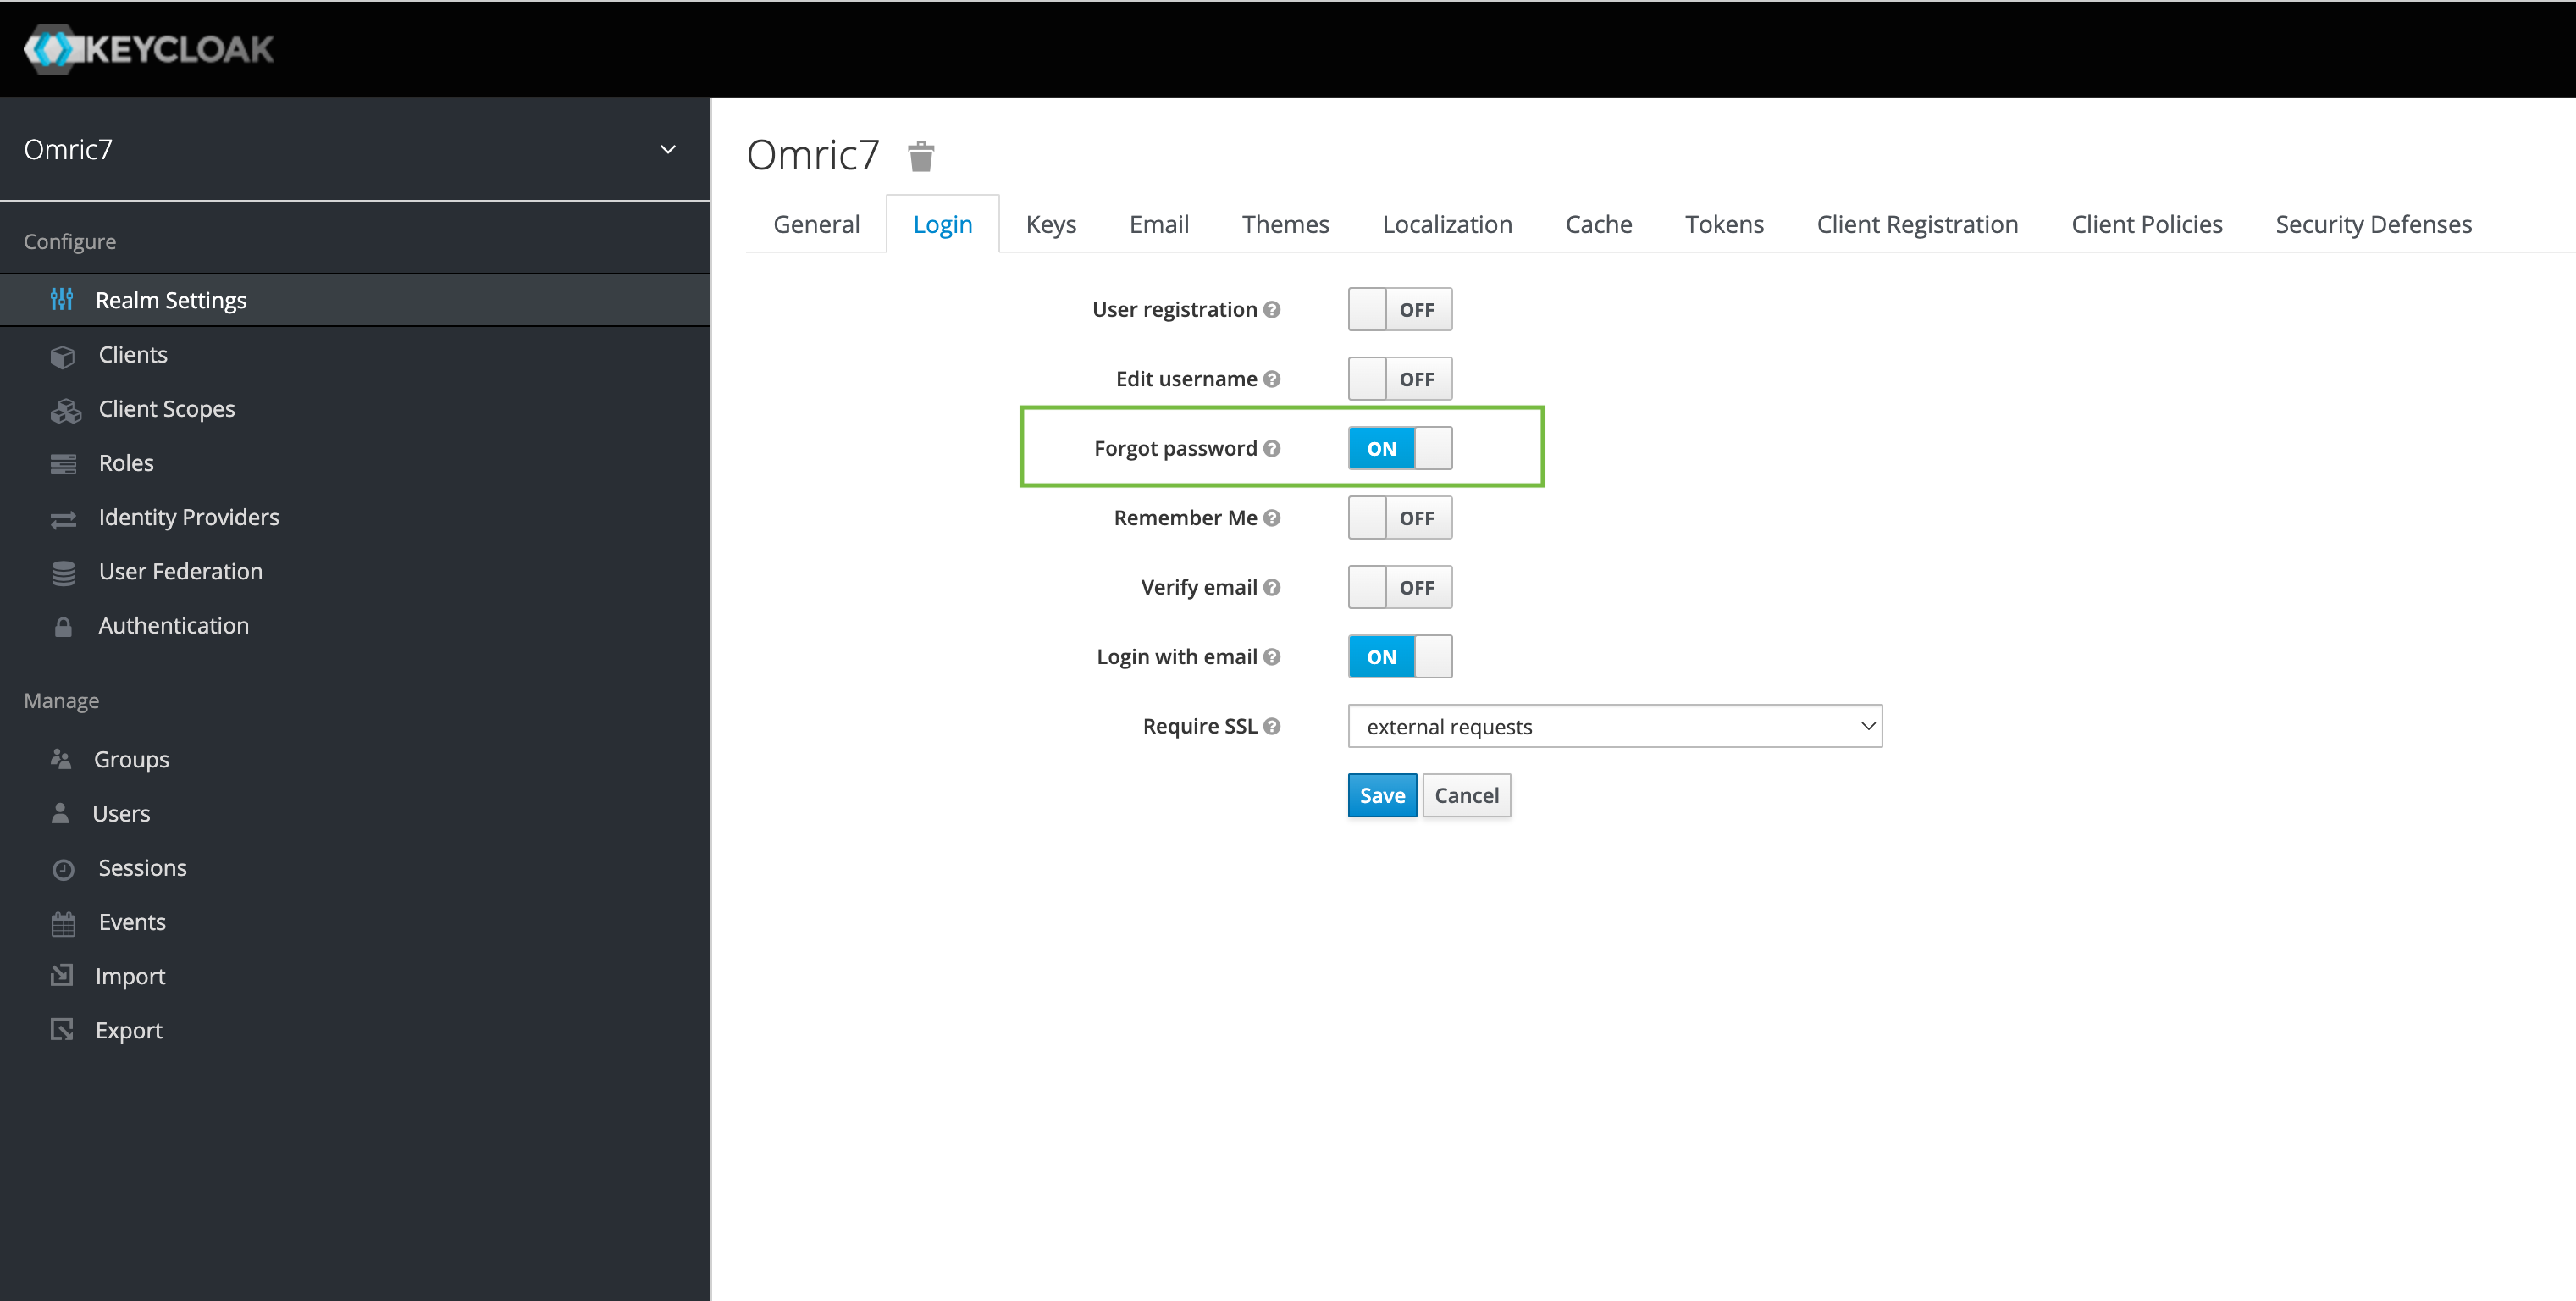 KEYCLOAK
Omric7
Configure
Realm Settings
Clients
Client Scopes
Roles
Identity Providers
User Federation
Authentication
Manage
Groups
Users
Sessions
Events
Import
Export
Omric7
General Login Keys Email Themes Localization Cache Tokens Client Registration Client Policies Security Defenses
User registration OFF
Edit username OFF
Forgot password ON
Remember Me OFF
Verify email OFF
Login with email ON
Require SSL external requests
Save Cancel